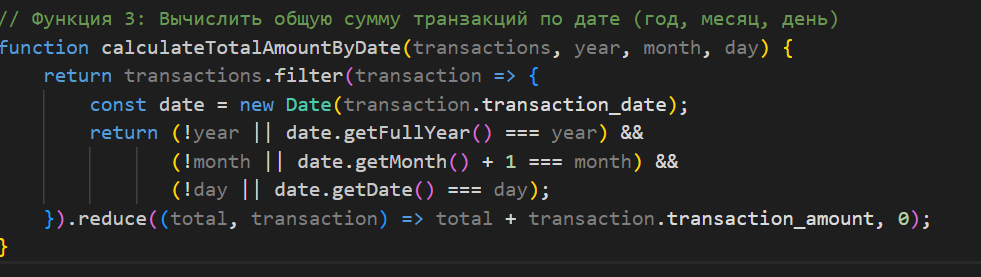 // Функция 3: Вычислить общую сумму транзакций по дате (год, месяц, день)
function calculateTotalAmountByDate(transactions, year, month, day) {
    return transactions.filter(transaction => {
        const date = new Date(transaction.transaction_date);
        return (!year || date.getFullYear() === year) &&
               (!month || date.getMonth() + 1 === month) &&
               (!day || date.getDate() === day);
    }).reduce((total, transaction) => total + transaction.transaction_amount, 0);
}